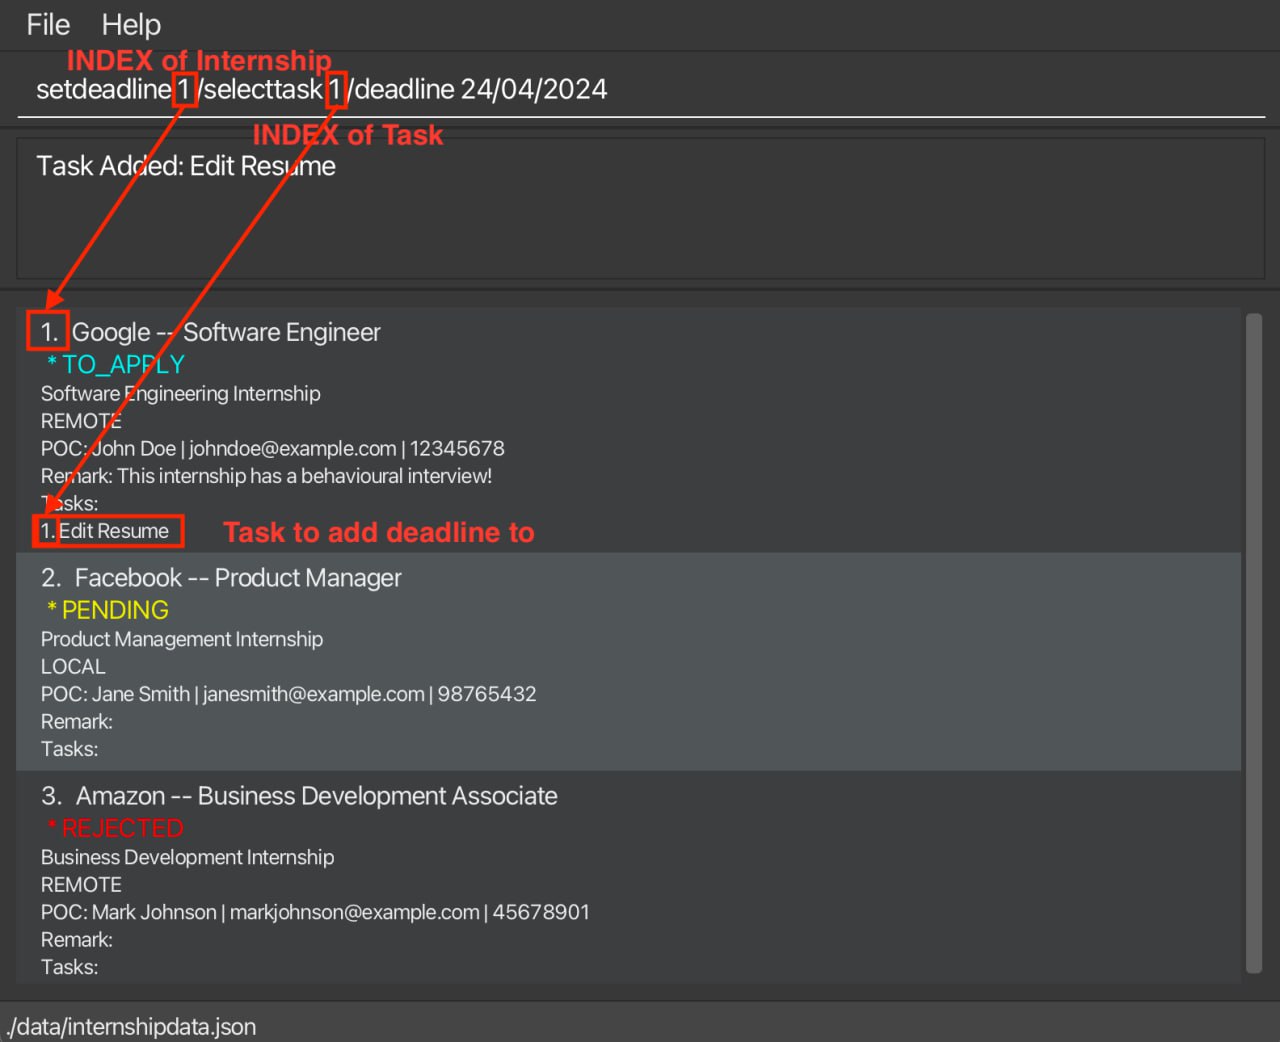 File Help
INDEX of Internship
setdeadline 1 /selecttask 1 /deadline 24/04/2024
INDEX of Task
Task Added: Edit Resume
1. Google -- Software Engineer
* TO_APPLY
Software Engineering Internship
REMOTE
POC: John Doe | johndoe@example.com | 12345678
Remark: This internship has a behavioural interview!
Tasks:
1. Edit Resume Task to add deadline to
2. Facebook -- Product Manager
* PENDING
Product Management Internship
LOCAL
POC: Jane Smith | janesmith@example.com | 98765432
Remark:
Tasks:
3. Amazon -- Business Development Associate
* REJECTED
Business Development Internship
REMOTE
POC: Mark Johnson | markjohnson@example.com | 45678901
Remark:
Tasks:
./data/internshipdata.json